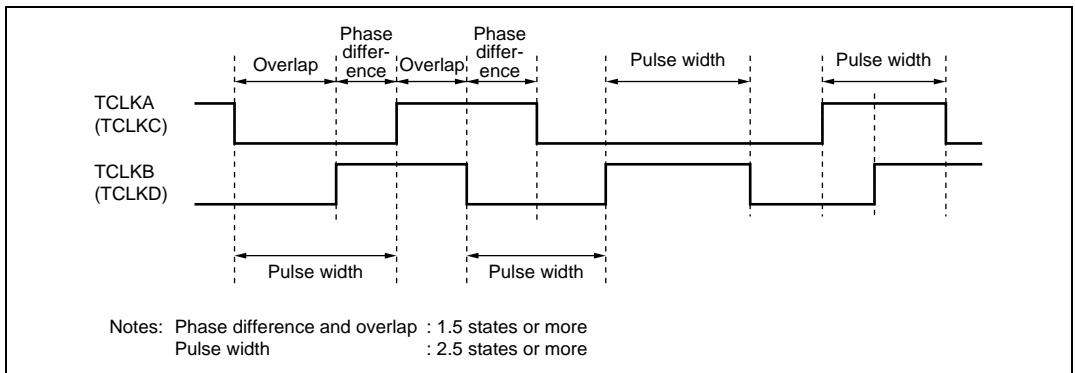 Phase
differ-
ence
Phase
differ-
ence
Overlap
Overlap
Pulse width
Pulse width
TCLKA
(TCLKC)
TCLKB
(TCLKD)
Pulse width
Pulse width
Notes: Phase difference and overlap : 1.5 states or more
Pulse width : 2.5 states or more